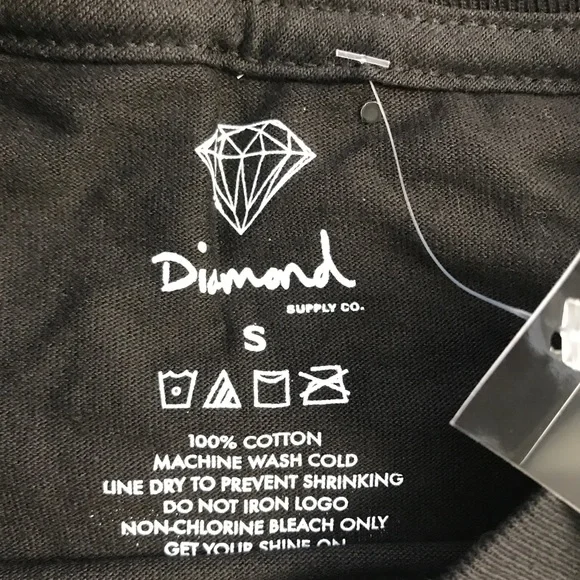 Diamond
SUPPLY CO.
S
100% COTTON
MACHINE WASH COLD
LINE DRY TO PREVENT SHRINKING
DO NOT IRON LOGO
NON-CHLORINE BLEACH ONLY
GET YOUR SHINE ON